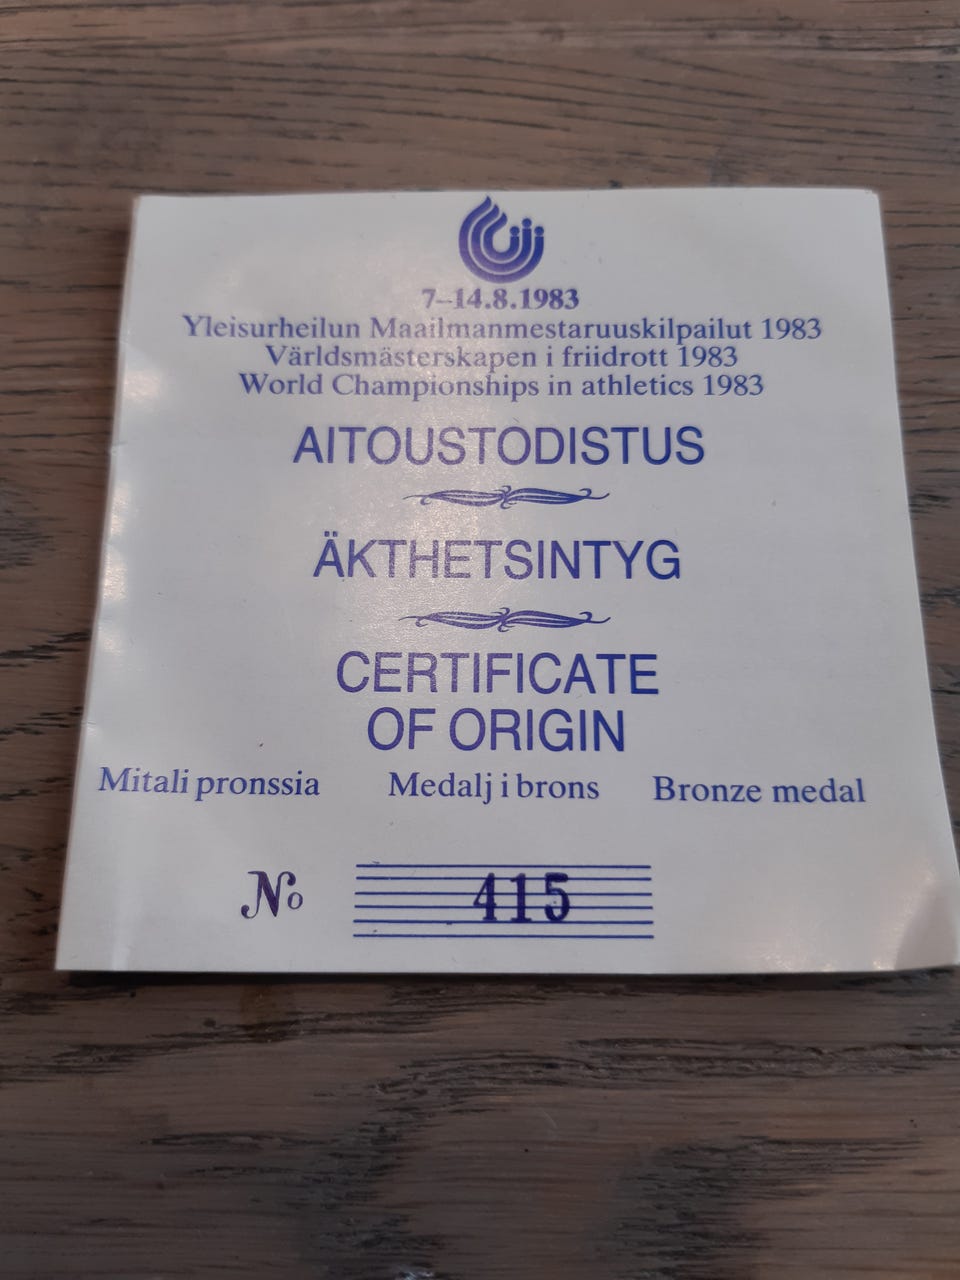 7–14.8.1983
Yleisurheilun Maailmanmestaruuskilpailut 1983
Världsmästerskapen i friidrott 1983
World Championships in athletics 1983
AITOUSTODISTUS
ÄKTHETSINTYG
CERTIFICATE
OF ORIGIN
Mitali pronssia Medalj i brons Bronze medal
No 415